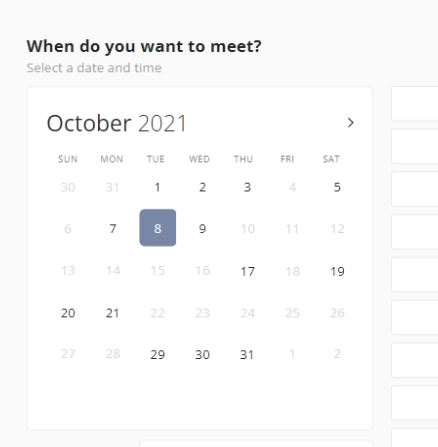 When do you want to meet?
Select a date and time
October 2021
SUN MON TUE WED THU FRI SAT
30 31 1 2 3 4 5
6 7 8 9 10 11 12
13 14 15 16 17 18 19
20 21 22 23 24 25 26
27 28 29 30 31 1 2